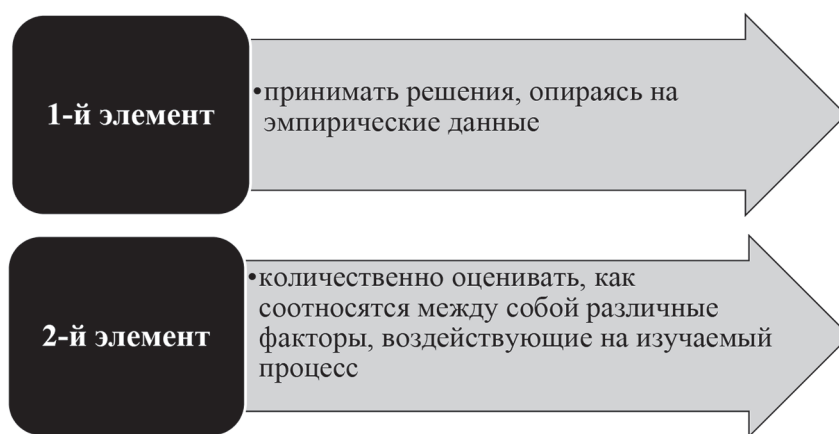 1-й элемент
•принимать решения, опираясь на
эмпирические данные
2-й элемент
•количественно оценивать, как
соотносятся между собой различные
факторы, воздействующие на изучаемый
процесс